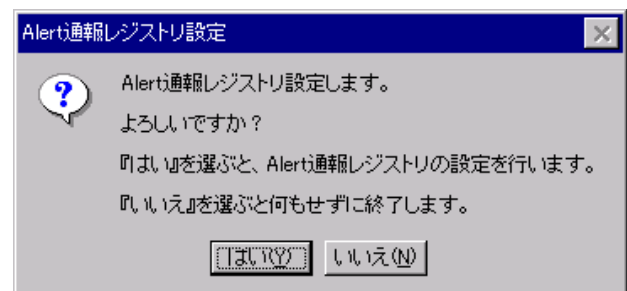 Alert通報レジストリ設定
Alert通報レジストリ設定します。
よろしいですか？
『はい』を選ぶと、Alert通報レジストリの設定を行います。
『いいえ』を選ぶと何もせずに終了します。
はい(Y) いいえ(N)